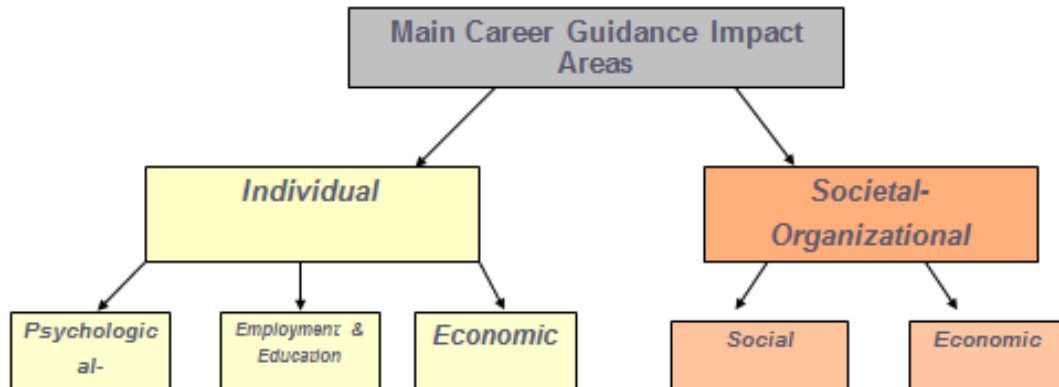 Main Career Guidance Impact
Areas
Individual
Societal-
Organizational
Psychologic
al-
Employment &
Education
Economic
Social
Economic